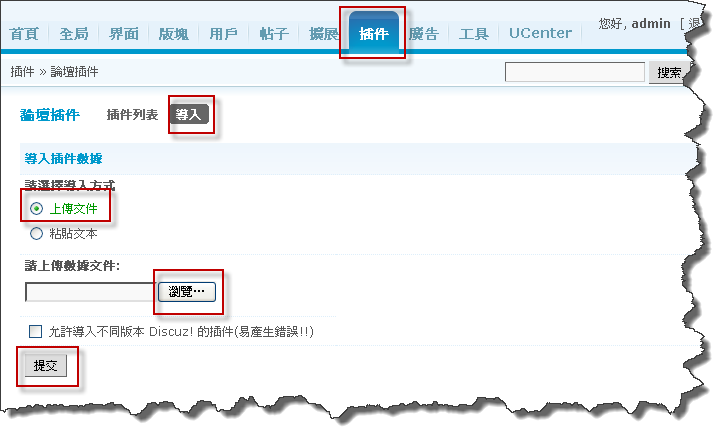 您好, admin [ 退
首頁 全局 界面 版塊 用戶 帖子 擴展 插件 廣告 工具 UCenter
插件 » 論壇插件 搜索
論壇插件 插件列表 導入
導入插件數據
請選擇導入方式
上傳文件
粘貼文本
請上傳數據文件:
瀏覽…
允許導入不同版本 Discuz! 的插件(易產生錯誤!!)
提交